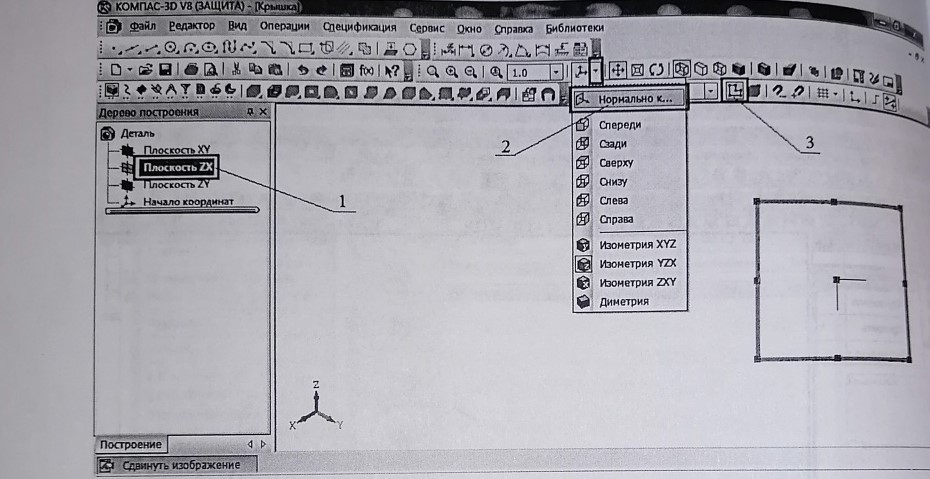 КОМПАС-3D V8 (ЗАЩИТА) - [Крышка]
Файл Редактор Вид Операции Спецификация Сервис Окно Справка Библиотеки
1.0
f(x)
Нормально к...
Дерево построения
Деталь
Плоскость XY
Плоскость ZX
Плоскость ZY
Начало координат
1
2
3
Спереди
Сзади
Сверху
Снизу
Слева
Справа
Изометрия XYZ
Изометрия YZX
Изометрия ZXY
Диметрия
Z
X
Y
Построение
Сдвинуть изображение